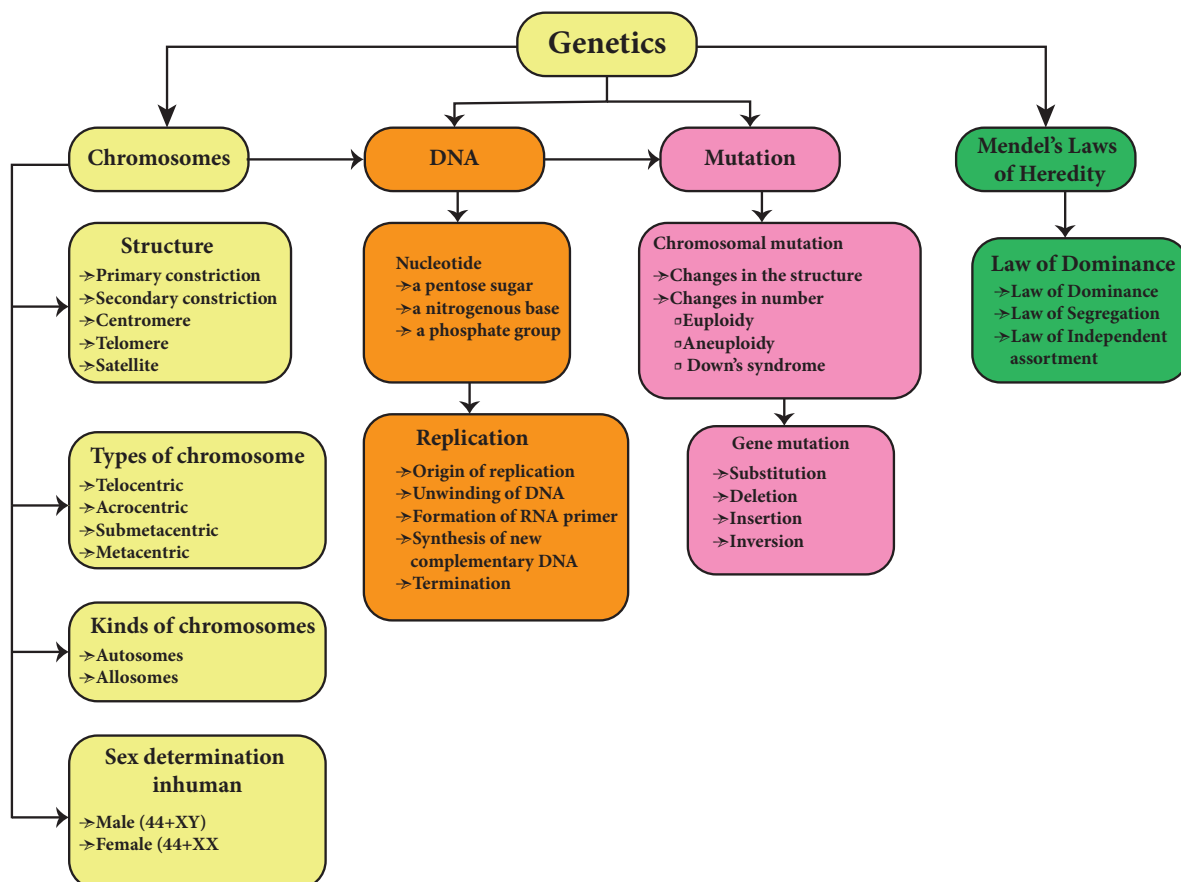 Genetics
Chromosomes
DNA
Mutation
Mendel's Laws
of Heredity
Structure
➔Primary constriction
➔Secondary constriction
➔Centromere
➔Telomere
➔Satellite
Types of chromosome
➔Telocentric
➔Acrocentric
➔Submetacentric
➔Metacentric
Kinds of chromosomes
➔Autosomes
➔Allosomes
Sex determination
inhuman
➔Male (44+XY)
➔Female (44+XX
Nucleotide
➔a pentose sugar
➔a nitrogenous base
➔ a phosphate group
Replication
➔Origin of replication
➔Unwinding of DNA
➔Formation of RNA primer
➔Synthesis of new
complementary DNA
➔Termination
Chromosomal mutation
➔Changes in the structure
➔Changes in number
▫Euploidy
▫Aneuploidy
▫ Down's syndrome
Gene mutation
➔Substitution
➔Deletion
➔Insertion
➔Inversion
Law of Dominance
➔Law of Dominance
➔Law of Segregation
➔Law of Independent
assortment